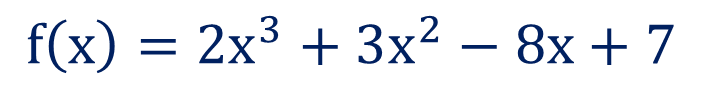 f(x) = 2x³ + 3x² − 8x + 7